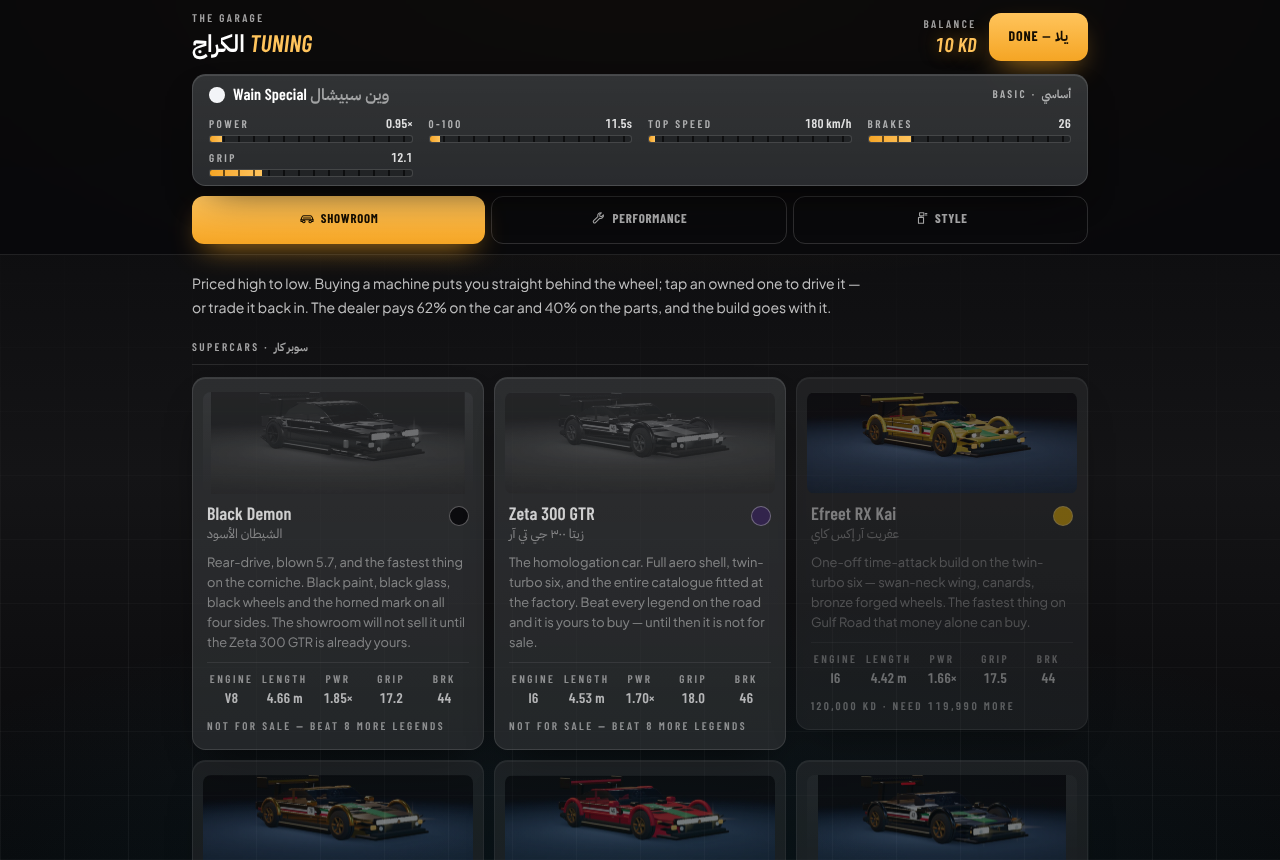 THE GARAGE
الكراج TUNING
BALANCE
10 KD
DONE — يلا
Wain Special وين سبيشال
BASIC · أساسي
POWER 0.95×
0-100 11.5s
TOP SPEED 180 km/h
BRAKES 26
GRIP 12.1
SHOWROOM
PERFORMANCE
STYLE
Priced high to low. Buying a machine puts you straight behind the wheel; tap an owned one to drive it —
or trade it back in. The dealer pays 62% on the car and 40% on the parts, and the build goes with it.
SUPERCARS · سوبر كار
Black Demon
الشيطان الأسود
Rear-drive, blown 5.7, and the fastest thing
on the corniche. Black paint, black glass,
black wheels and the horned mark on all
four sides. The showroom will not sell it until
the Zeta 300 GTR is already yours.
ENGINE LENGTH PWR GRIP BRK
V8 4.66 m 1.85× 17.2 44
NOT FOR SALE — BEAT 8 MORE LEGENDS
Zeta 300 GTR
زيتا ٣٠٠ جي تي آر
The homologation car. Full aero shell, twin-
turbo six, and the entire catalogue fitted at
the factory. Beat every legend on the road
and it is yours to buy — until then it is not for
sale.
ENGINE LENGTH PWR GRIP BRK
I6 4.53 m 1.70× 18.0 46
NOT FOR SALE — BEAT 8 MORE LEGENDS
Efreet RX Kai
عفريت آر إكس كاي
One-off time-attack build on the twin-
turbo six — swan-neck wing, canards,
bronze forged wheels. The fastest thing on
Gulf Road that money alone can buy.
ENGINE LENGTH PWR GRIP BRK
I6 4.42 m 1.66× 17.5 44
120,000 KD · NEED 119,990 MORE